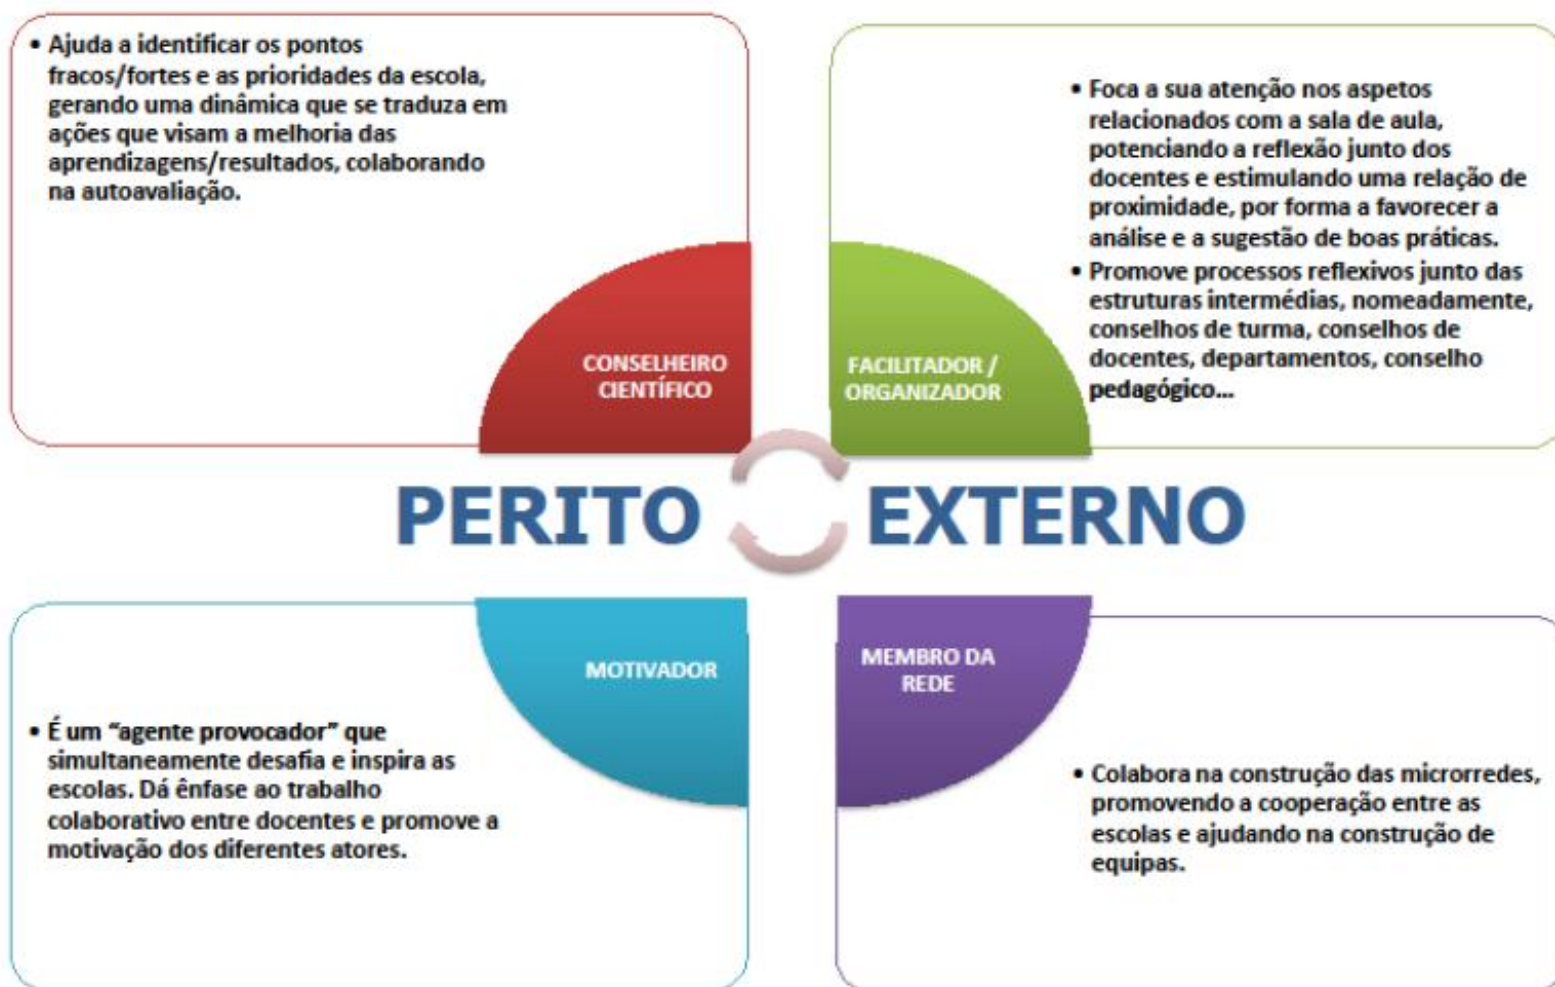 • Ajuda a identificar os pontos
fracos/fortes e as prioridades da escola,
gerando uma dinâmica que se traduza em
ações que visam a melhoria das
aprendizagens/resultados, colaborando
na autoavaliação.
CONSELHEIRO
CIENTÍFICO
• Foca a sua atenção nos aspetos
relacionados com a sala de aula,
potenciando a reflexão junto dos
docentes e estimulando uma relação de
proximidade, por forma a favorecer a
análise e a sugestão de boas práticas.
• Promove processos reflexivos junto das
estruturas intermédias, nomeadamente,
conselhos de turma, conselhos de
docentes, departamentos, conselho
pedagógico...
FACILITADOR /
ORGANIZADOR
PERITO EXTERNO
MOTIVADOR
• É um “agente provocador” que
simultaneamente desafia e inspira as
escolas. Dá ênfase ao trabalho
colaborativo entre docentes e promove a
motivação dos diferentes atores.
MEMBRO DA
REDE
• Colabora na construção das microrredes,
promovendo a cooperação entre as
escolas e ajudando na construção de
equipas.